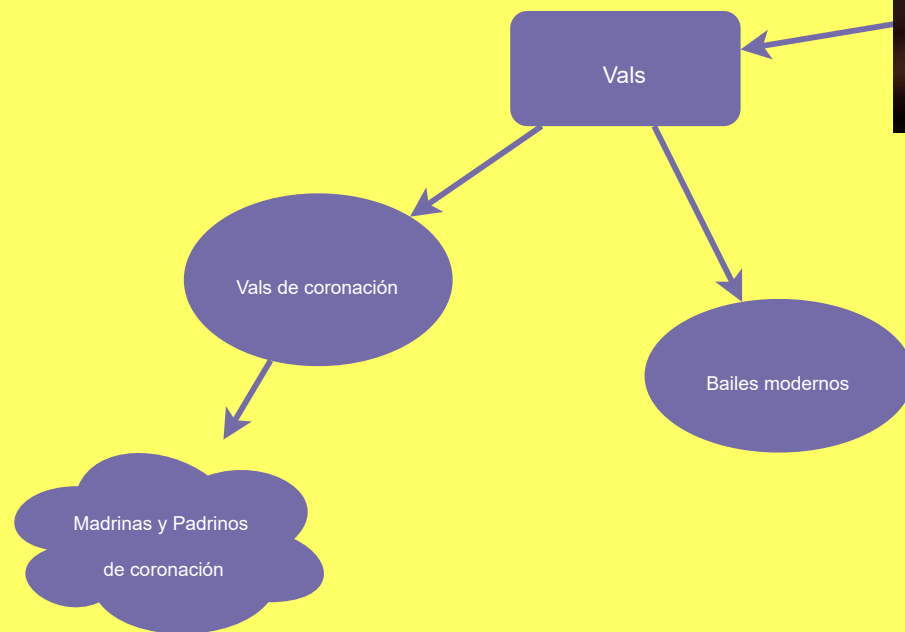 Vals
Vals de coronación
Bailes modernos
Madrinas y Padrinos
de coronación